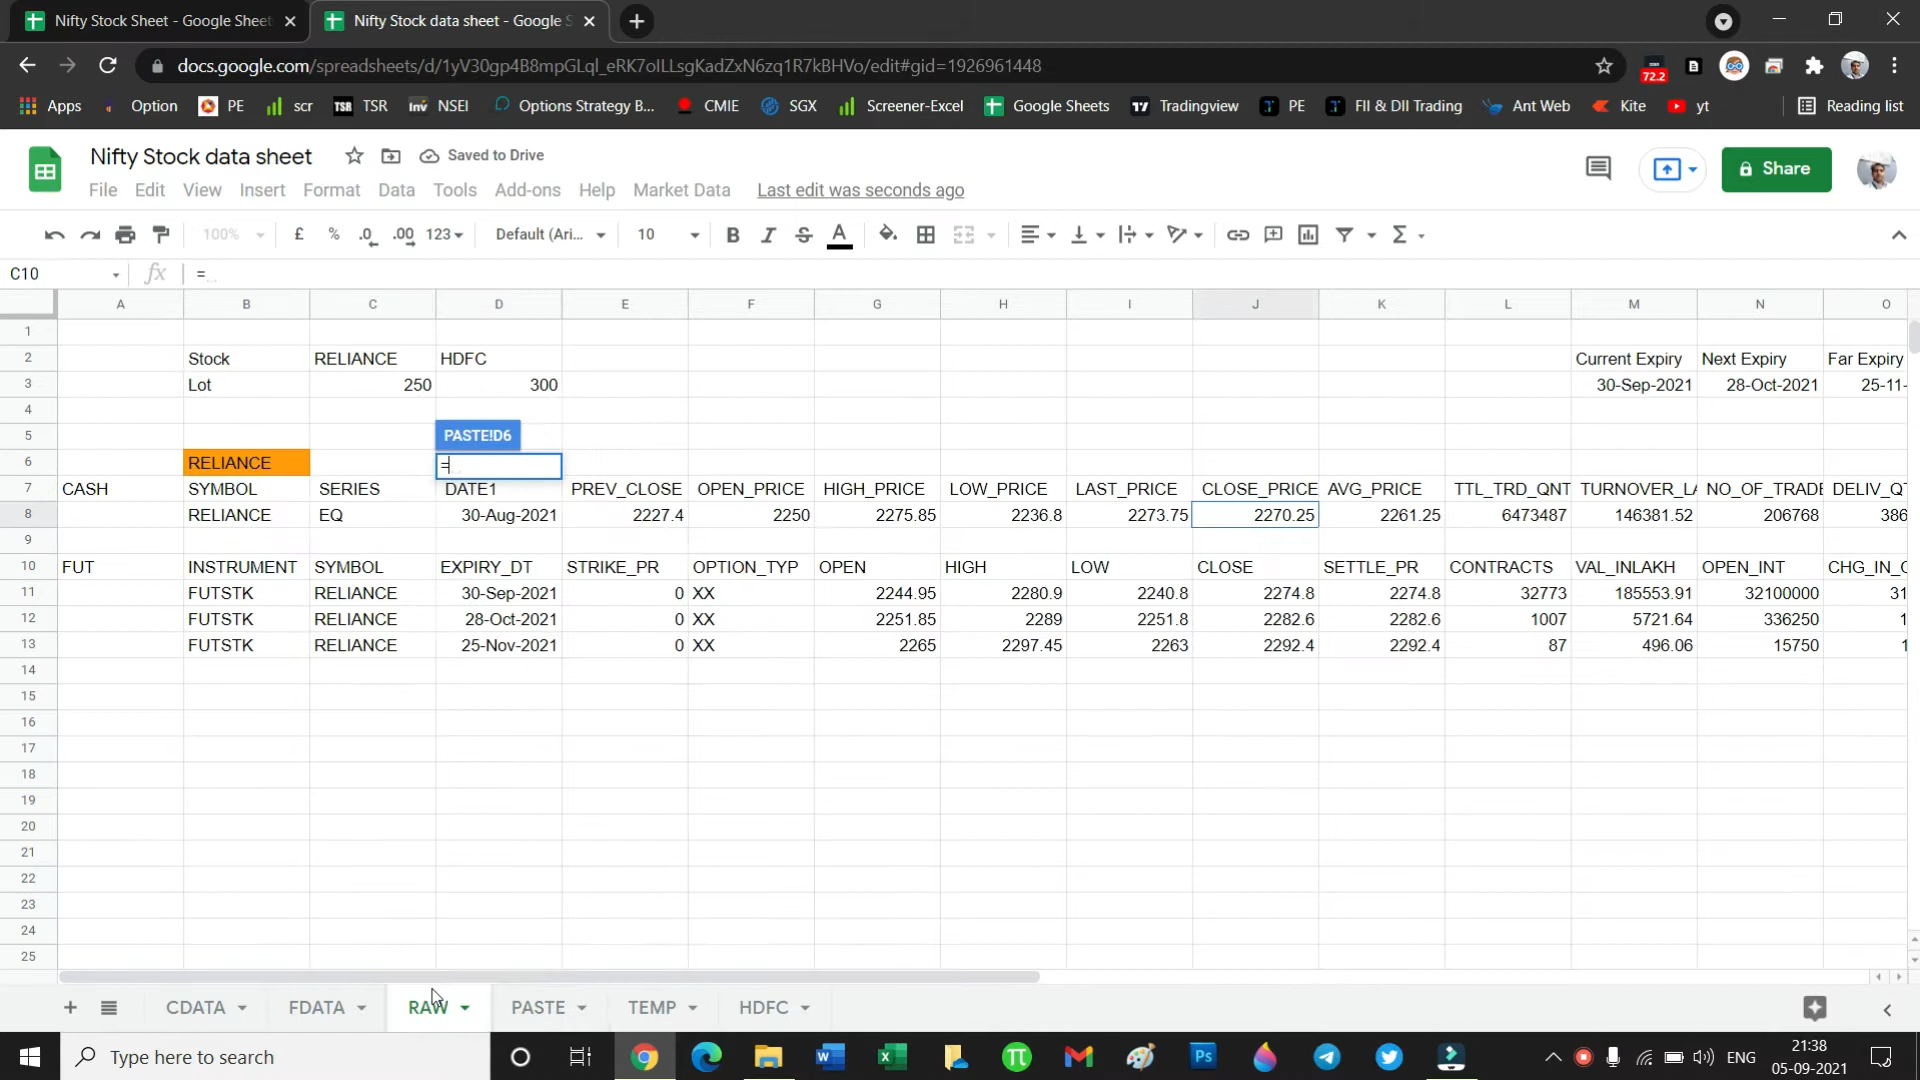 Nifty Stock Sheet - Google Sheet
Nifty Stock data sheet - Google S
docs.google.com/spreadsheets/d/1yV30gp4B8mpGLql_eRK7oILLsgKadZxN6zq1R7kBHVo/edit#gid=1926961448
72.2
Apps Option PE scr TSR TSR Inv NSEI Options Strategy B... CMIE SGX Screener-Excel Google Sheets Tradingview PE FII & DII Trading Ant Web Kite yt Reading list
Nifty Stock data sheet Saved to Drive
Share
File Edit View Insert Format Data Tools Add-ons Help Market Data Last edit was seconds ago
100% £ % .0 .00 123 Default (Ari... 10 B I S A Σ
C10 fx =
A B C D E F G H I J K L M N O
1
2 Stock RELIANCE HDFC Current Expiry Next Expiry Far Expiry
3 Lot 250 300 30-Sep-2021 28-Oct-2021 25-11-
4
5 PASTE!D6
6 RELIANCE =
7 CASH SYMBOL SERIES DATE1 PREV_CLOSE OPEN_PRICE HIGH_PRICE LOW_PRICE LAST_PRICE CLOSE_PRICE AVG_PRICE TTL_TRD_QNT TURNOVER_LA NO_OF_TRADE DELIV_QT
8 RELIANCE EQ 30-Aug-2021 2227.4 2250 2275.85 2236.8 2273.75 2270.25 2261.25 6473487 146381.52 206768 386
9
10 FUT INSTRUMENT SYMBOL EXPIRY_DT STRIKE_PR OPTION_TYP OPEN HIGH LOW CLOSE SETTLE_PR CONTRACTS VAL_INLAKH OPEN_INT CHG_IN_O
11 FUTSTK RELIANCE 30-Sep-2021 0 XX 2244.95 2280.9 2240.8 2274.8 2274.8 32773 185553.91 32100000 31
12 FUTSTK RELIANCE 28-Oct-2021 0 XX 2251.85 2289 2251.8 2282.6 2282.6 1007 5721.64 336250 1
13 FUTSTK RELIANCE 25-Nov-2021 0 XX 2265 2297.45 2263 2292.4 2292.4 87 496.06 15750 1
14
15
16
17
18
19
20
21
22
23
24
25
CDATA FDATA RAW PASTE TEMP HDFC
Type here to search
ENG
21:38
05-09-2021